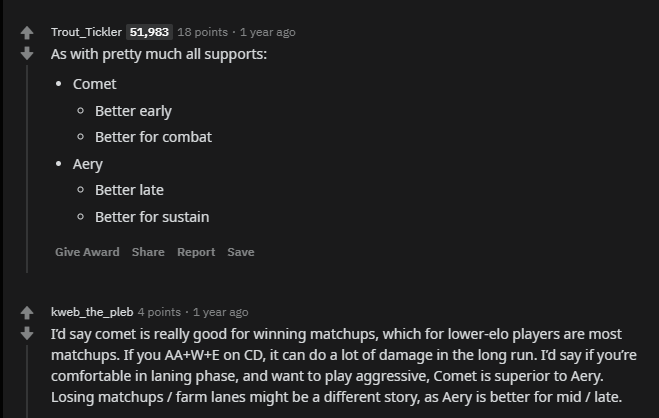 Trout_Tickler 51,983 18 points · 1 year ago
As with pretty much all supports:
• Comet
○ Better early
○ Better for combat
• Aery
○ Better late
○ Better for sustain
Give Award Share Report Save
kweb_the_pleb 4 points · 1 year ago
I'd say comet is really good for winning matchups, which for lower-elo players are most
matchups. If you AA+W+E on CD, it can do a lot of damage in the long run. I'd say if you're
comfortable in laning phase, and want to play aggressive, Comet is superior to Aery.
Losing matchups / farm lanes might be a different story, as Aery is better for mid / late.